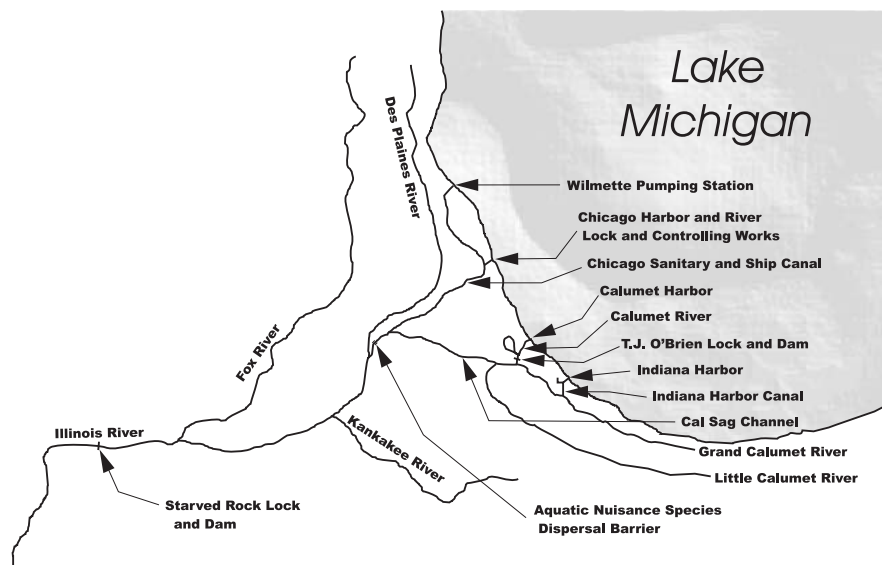 Lake
Michigan
Des Plaines River
Wilmette Pumping Station
Chicago Harbor and River
Lock and Controlling Works
Chicago Sanitary and Ship Canal
Calumet Harbor
Calumet River
T.J. O'Brien Lock and Dam
Indiana Harbor
Indiana Harbor Canal
Cal Sag Channel
Fox River
Illinois River
Kankakee River
Grand Calumet River
Little Calumet River
Starved Rock Lock
and Dam
Aquatic Nuisance Species
Dispersal Barrier